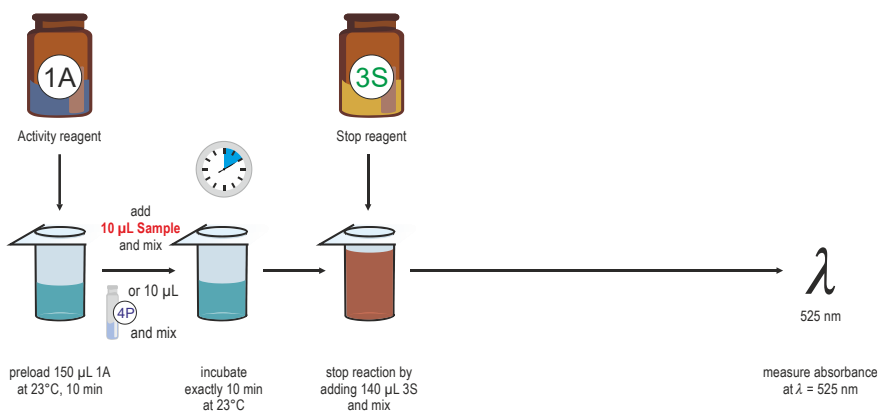 1A
Activity reagent
3S
Stop reagent
add
10 µL Sample
and mix
or 10 µL
4P
and mix
λ
525 nm
preload 150 µL 1A
at 23°C, 10 min
incubate
exactly 10 min
at 23°C
stop reaction by
adding 140 µL 3S
and mix
measure absorbance
at λ = 525 nm